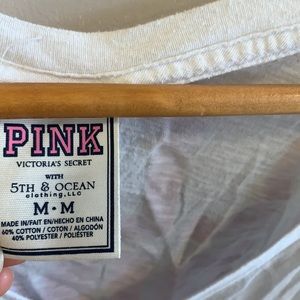 PINK
VICTORIA'S SECRET
WITH
5TH & OCEAN
clothing, LLC
M • M
MADE IN/FAIT EN/HECHO EN CHINA
60% COTTON / COTON / ALGODÓN
40% POLYESTER / POLIÉSTER